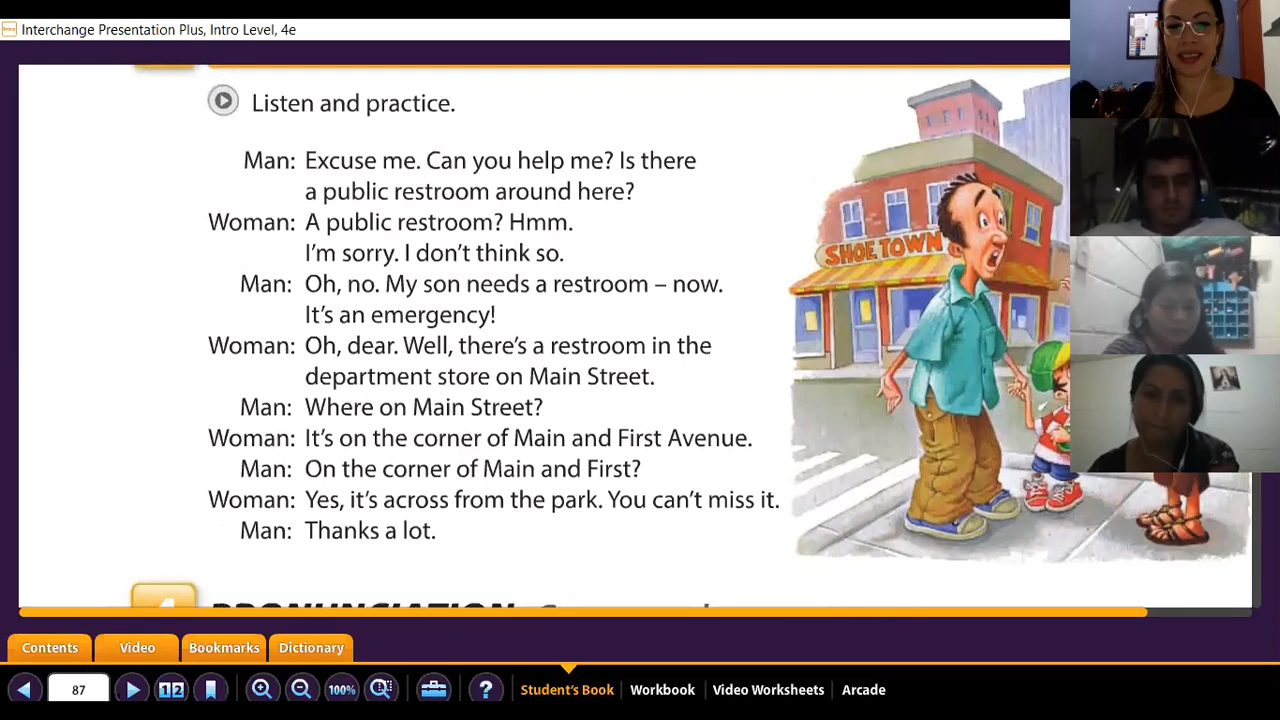 Interchange Presentation Plus, Intro Level, 4e
Listen and practice.
Man: Excuse me. Can you help me? Is there
a public restroom around here?
Woman: A public restroom? Hmm.
I'm sorry. I don't think so.
Man: Oh, no. My son needs a restroom – now.
It's an emergency!
Woman: Oh, dear. Well, there's a restroom in the
department store on Main Street.
Man: Where on Main Street?
Woman: It's on the corner of Main and First Avenue.
Man: On the corner of Main and First?
Woman: Yes, it's across from the park. You can't miss it.
Man: Thanks a lot.
SHOE TOWN
PRONUNCIATION
Contents Video Bookmarks Dictionary
87 12 100% ? Student's Book Workbook Video Worksheets Arcade